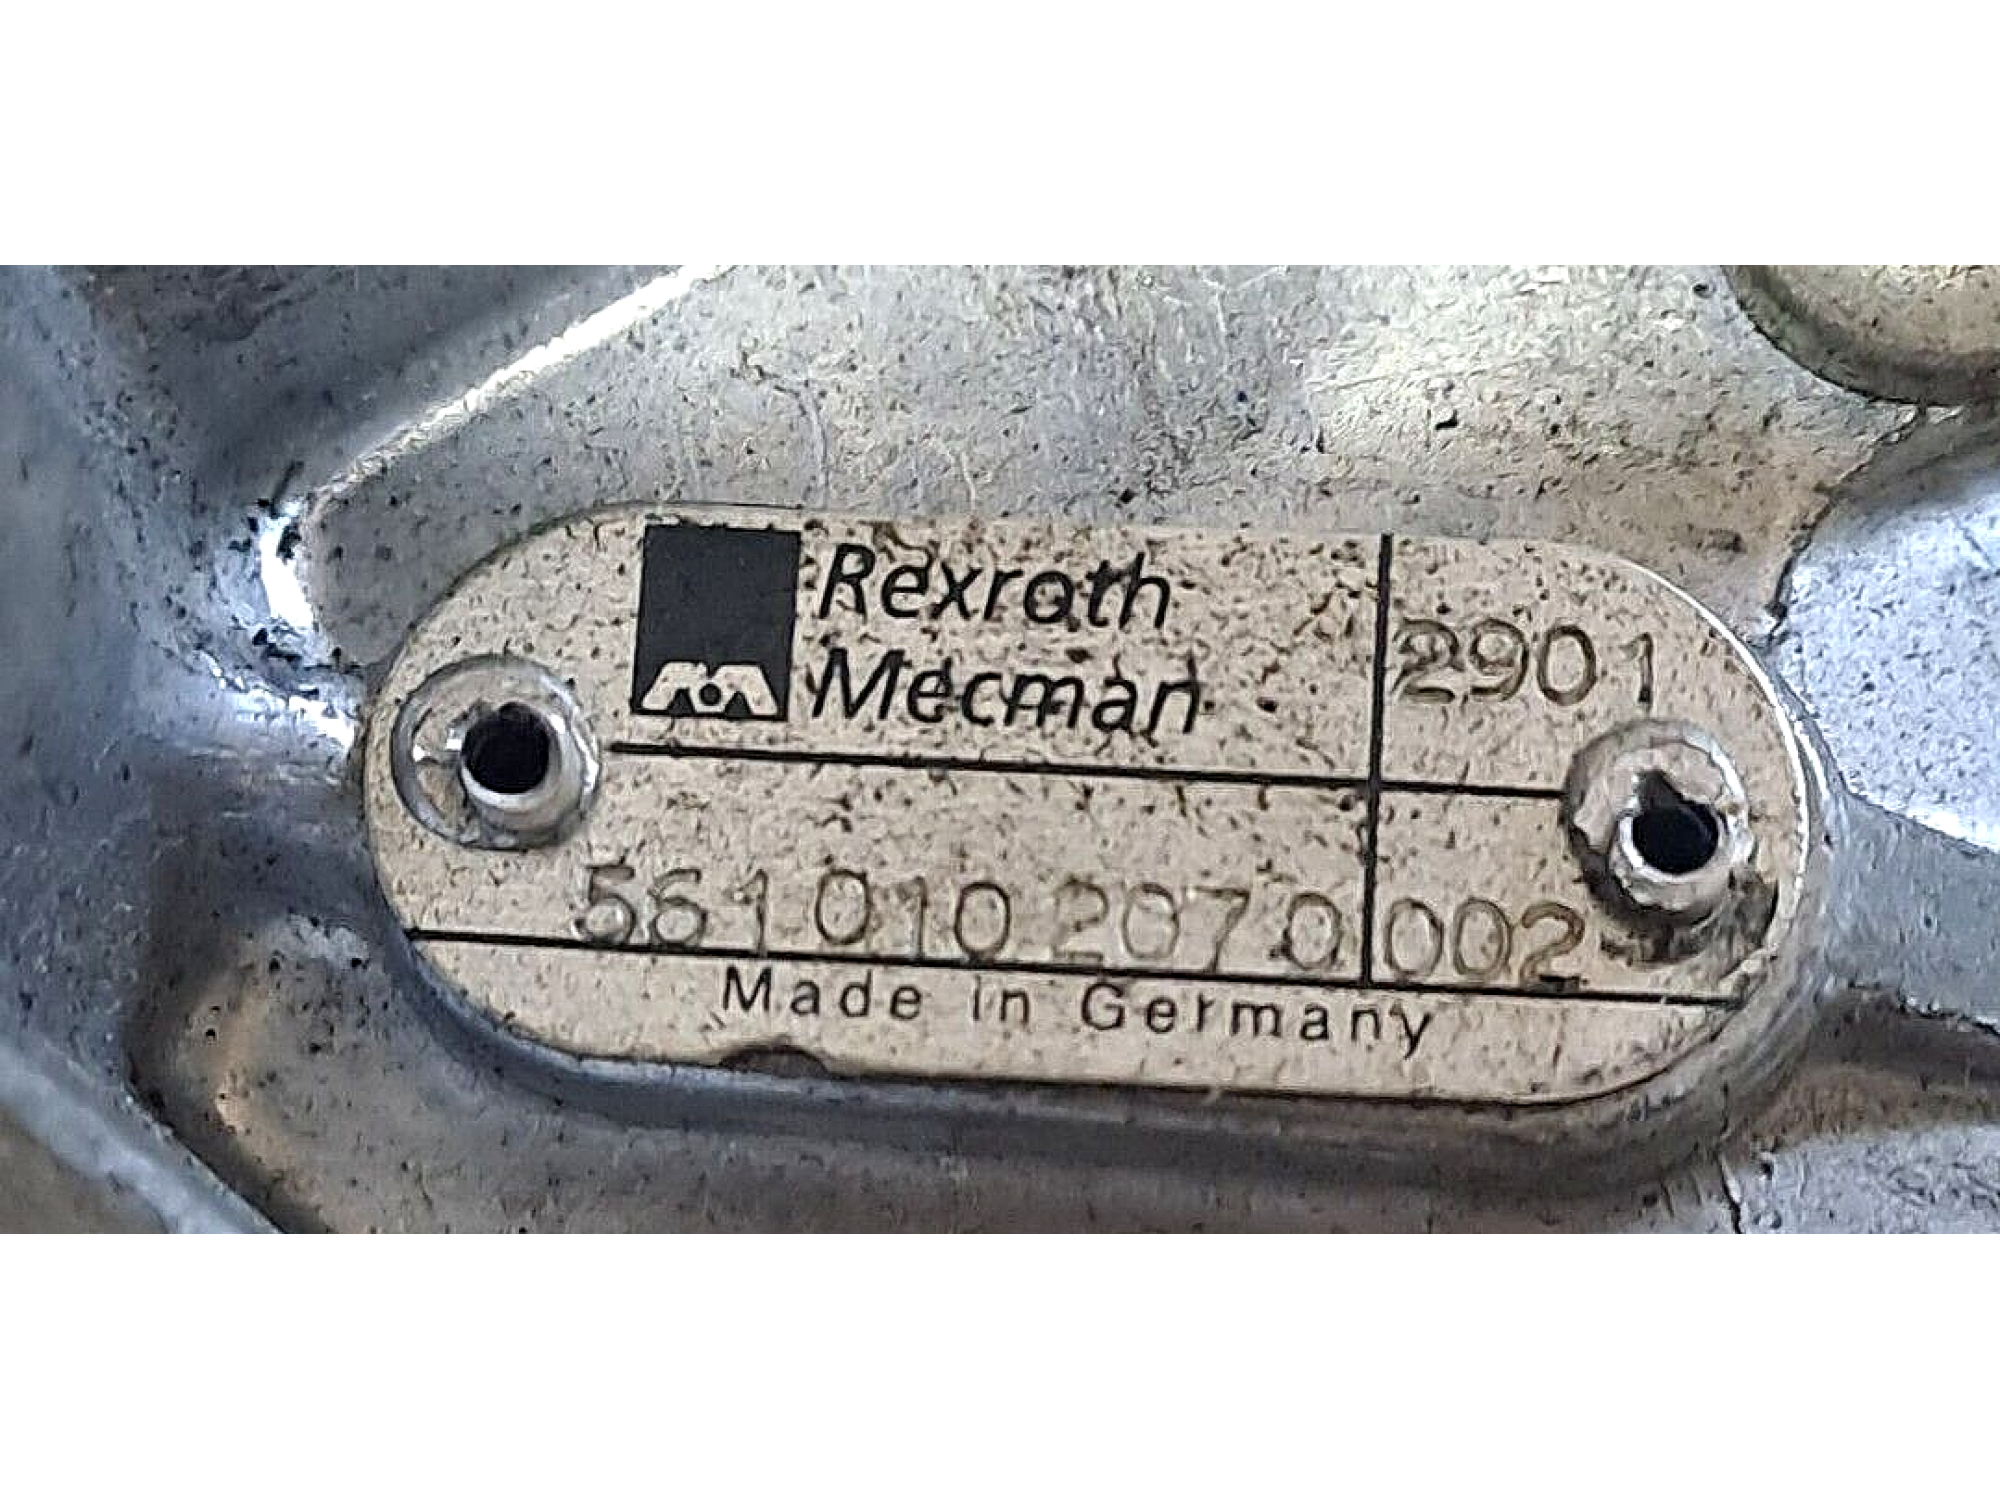 Rexroth
Mecman
2901
561 010 207 0
002
Made in Germany